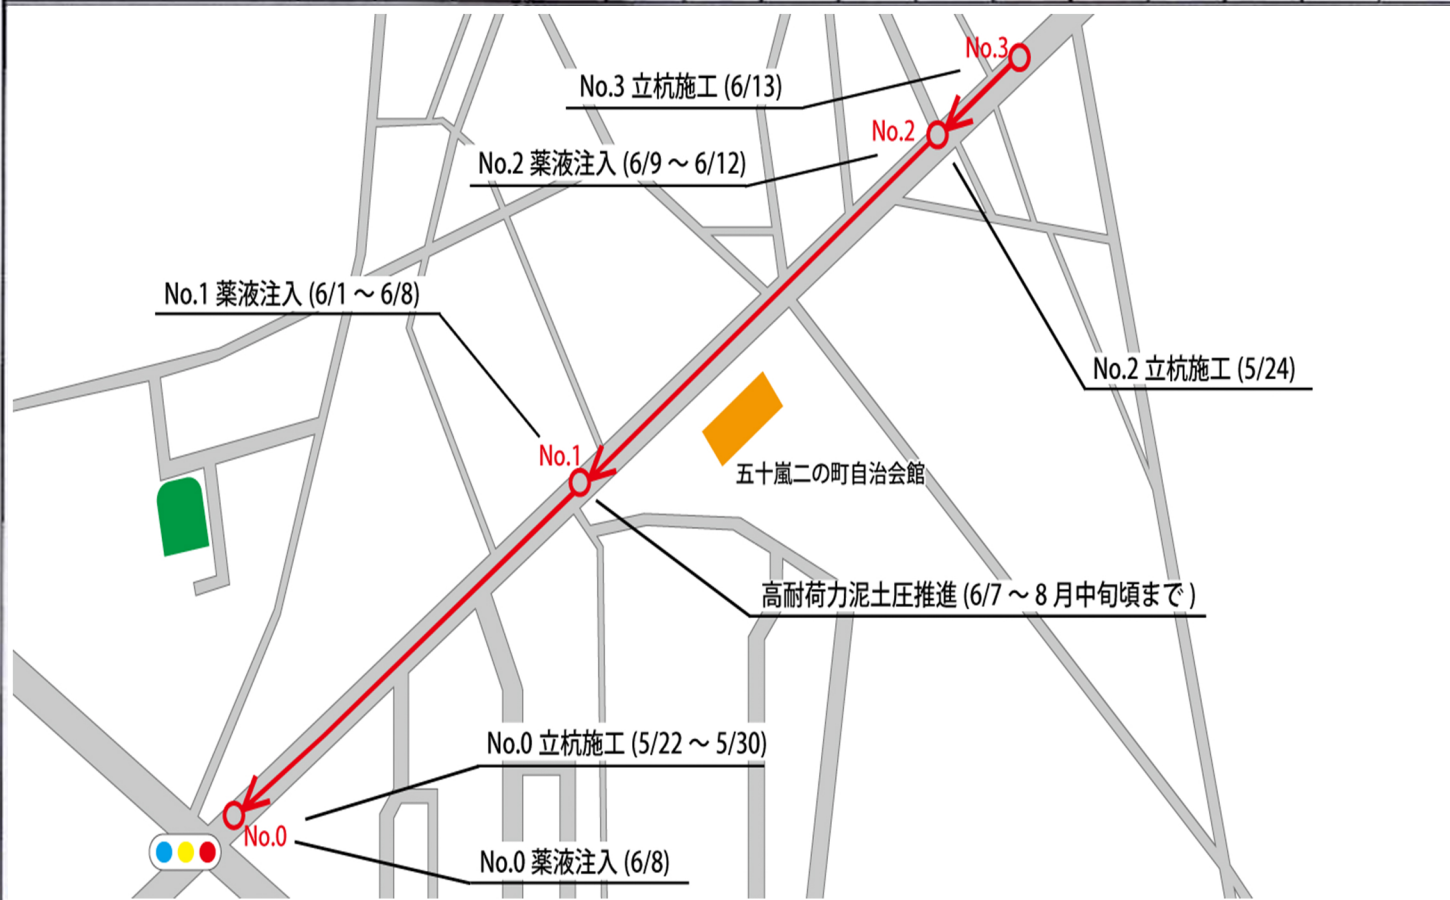 No.3
No.3 立杭施工 (6/13)
No.2
No.2 薬液注入 (6/9 ～ 6/12)
No.1 薬液注入 (6/1 ～ 6/8)
No.2 立杭施工 (5/24)
No.1
五十嵐二の町自治会館
高耐荷力泥土圧推進 (6/7 ～ 8 月中旬頃まで )
No.0 立杭施工 (5/22 ～ 5/30)
No.0
No.0 薬液注入 (6/8)